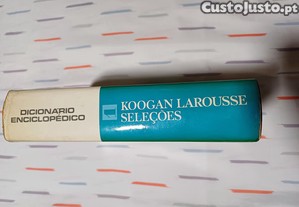 CustoJusto.pt
DICIONARIO
ENCICLOPÉDICO
KOOGAN LAROUSSE
SELEÇÕES